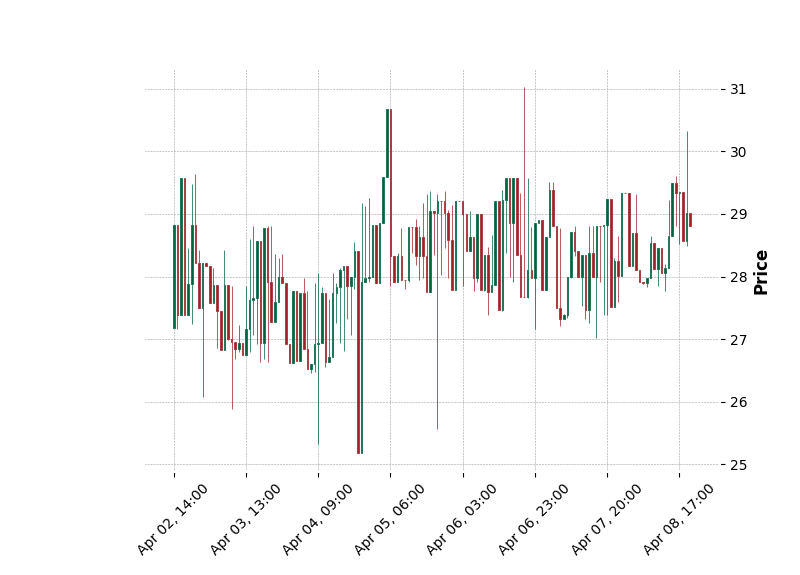 31
30
29
28
27
26
25
Price
Apr 02, 14:00
Apr 03, 13:00
Apr 04, 09:00
Apr 05, 06:00
Apr 06, 03:00
Apr 06, 23:00
Apr 07, 20:00
Apr 08, 17:00